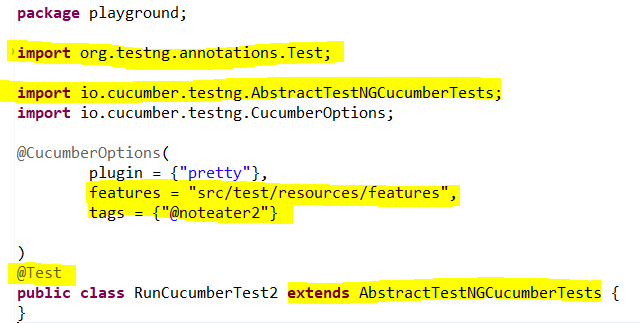 package playground;
import org.testng.annotations.Test;
import io.cucumber.testng.AbstractTestNGCucumberTests;
import io.cucumber.testng.CucumberOptions;
@CucumberOptions(
plugin = {"pretty"},
features = "src/test/resources/features",
tags = {"@noteater2"}
)
@Test
public class RunCucumberTest2 extends AbstractTestNGCucumberTests {
}